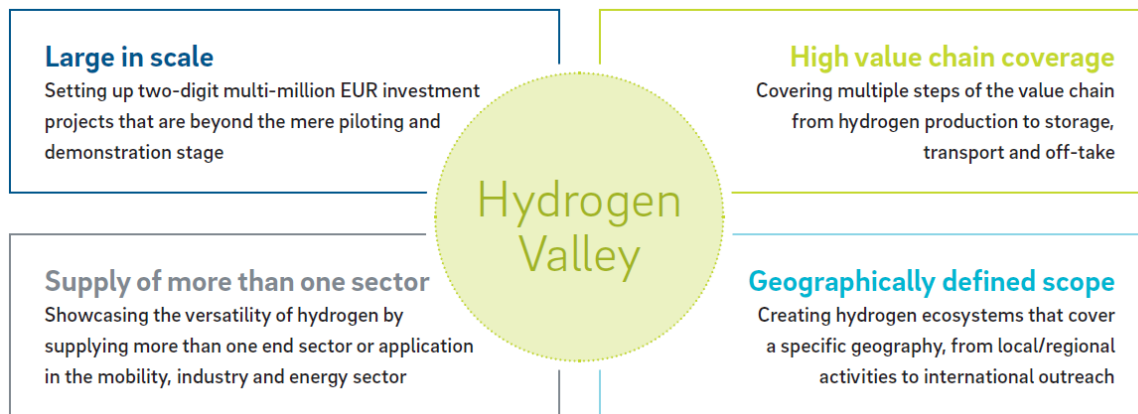 Large in scale
Setting up two-digit multi-million EUR investment
projects that are beyond the mere piloting and
demonstration stage
High value chain coverage
Covering multiple steps of the value chain
from hydrogen production to storage,
transport and off-take
Hydrogen
Valley
Supply of more than one sector
Showcasing the versatility of hydrogen by
supplying more than one end sector or application
in the mobility, industry and energy sector
Geographically defined scope
Creating hydrogen ecosystems that cover
a specific geography, from local/regional
activities to international outreach